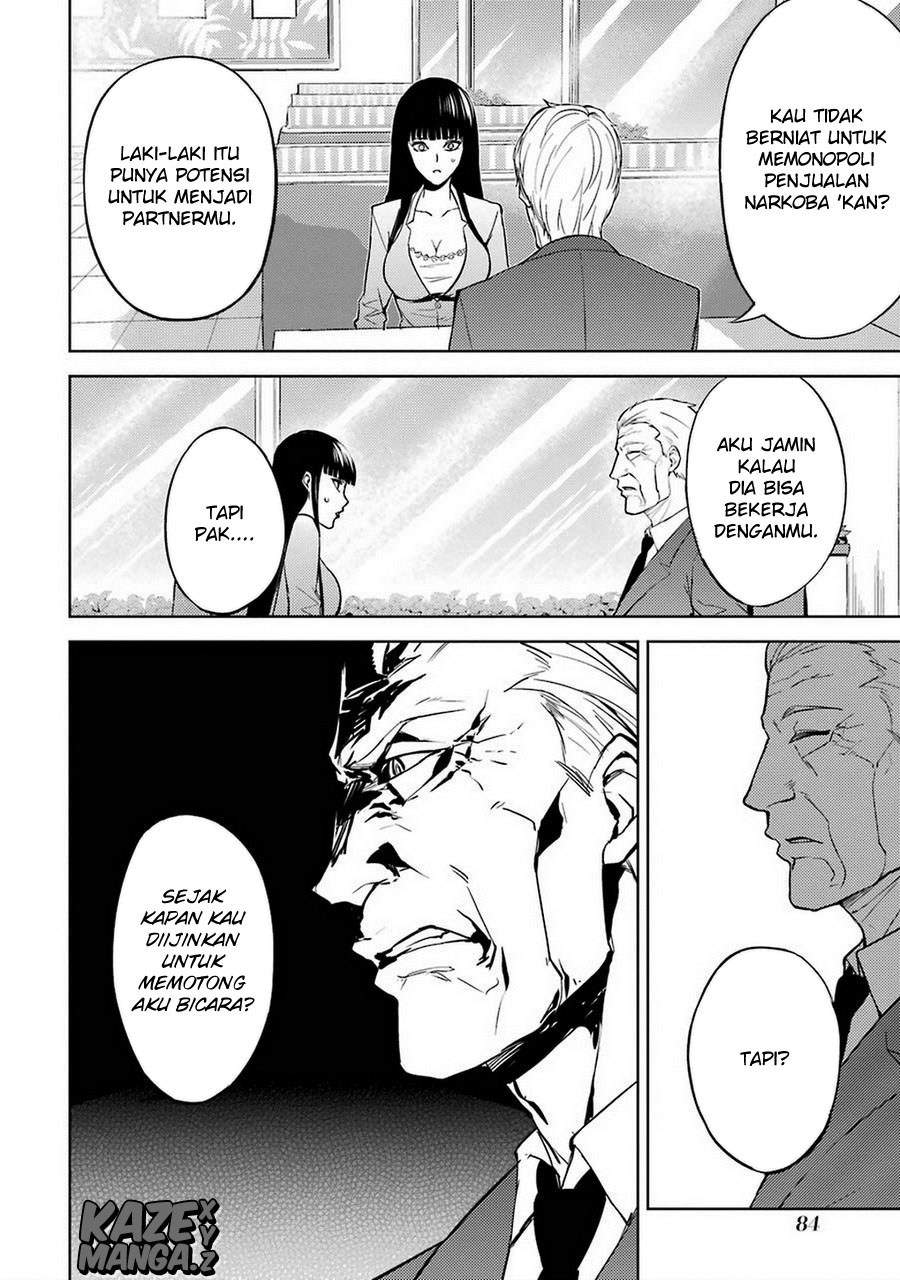 KAU TIDAK
BERNIAT UNTUK
MEMONOPOLI
PENJUALAN
NARKOBA 'KAN?
LAKI-LAKI ITU
PUNYA POTENSI
UNTUK MENJADI
PARTNERMU.
AKU JAMIN
KALAU
DIA BISA
BEKERJA
DENGANMU.
TAPI
PAK....
TAPI?
SEJAK
KAPAN KAU
DIIJINKAN
UNTUK
MEMOTONG
AKU BICARA?
84
KAZE
MANGA.XYZ